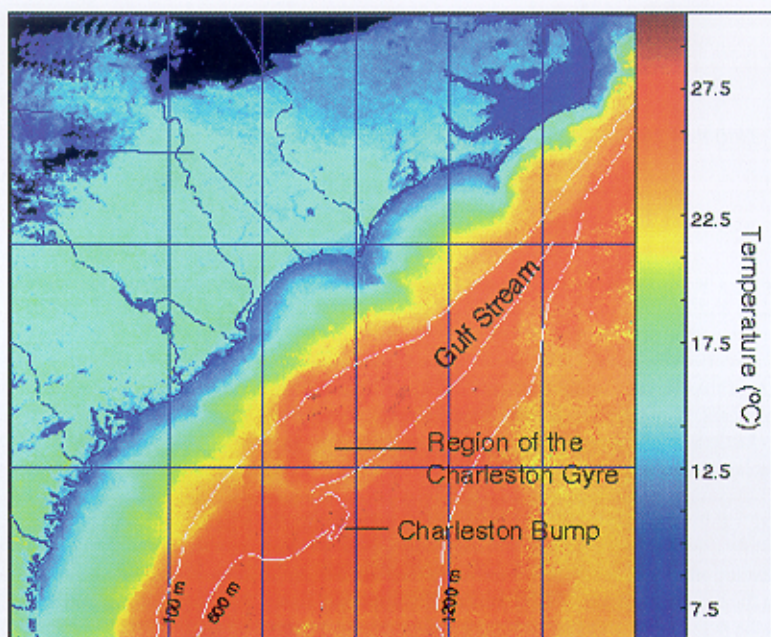 27.5
22.5
17.5
12.5
7.5
Temperature (ºC)
Gulf Stream
Region of the
Charleston Gyre
Charleston Bump
100 m
600 m
1200 m